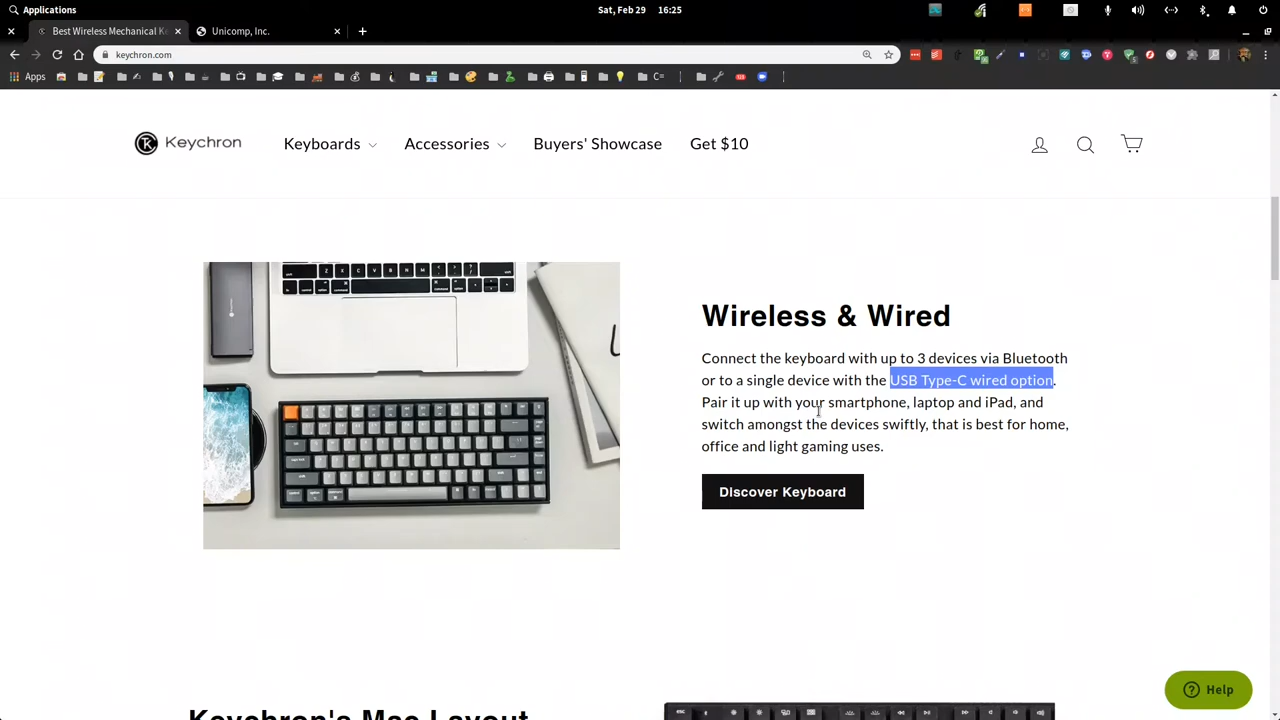 Applications
Sat, Feb 29 16:25
Best Wireless Mechanical K
Unicomp, Inc.
keychron.com
Apps
Keychron
Keyboards
Accessories
Buyers' Showcase
Get $10
Wireless & Wired
Connect the keyboard with up to 3 devices via Bluetooth
or to a single device with the USB Type-C wired option.
Pair it up with your smartphone, laptop and iPad, and
switch amongst the devices swiftly, that is best for home,
office and light gaming uses.
Discover Keyboard
Keychron's Mac Layout
Help